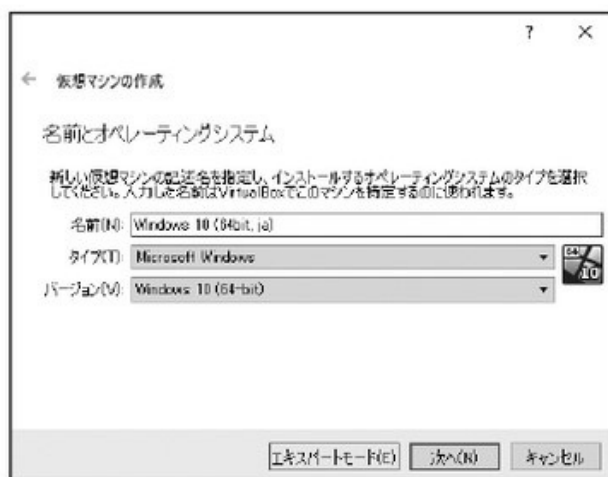 仮想マシンの作成
名前とオペレーティングシステム
新しい仮想マシンの記述名を指定し、インストールするオペレーティングシステムのタイプを選択
してください。入力した名前はVirtualBoxでこのマシンを特定するのに使われます。
名前(N): Windows 10 (64bit, ja)
タイプ(T): Microsoft Windows
64
10
バージョン(V): Windows 10 (64-bit)
エキスパートモード(E) 次へ(N) キャンセル